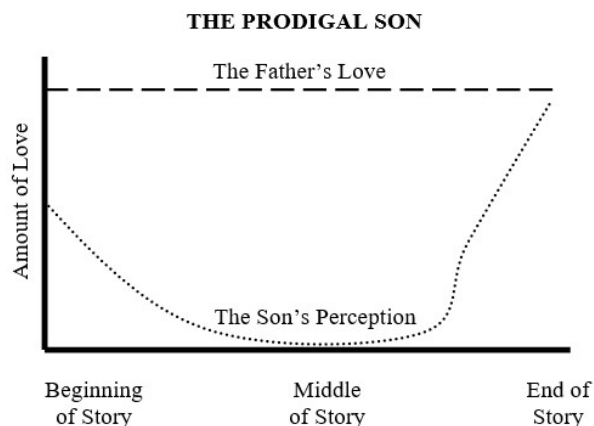 THE PRODIGAL SON
The Father's Love
Amount of Love
The Son's Perception
Beginning
of Story
Middle
of Story
End of
Story